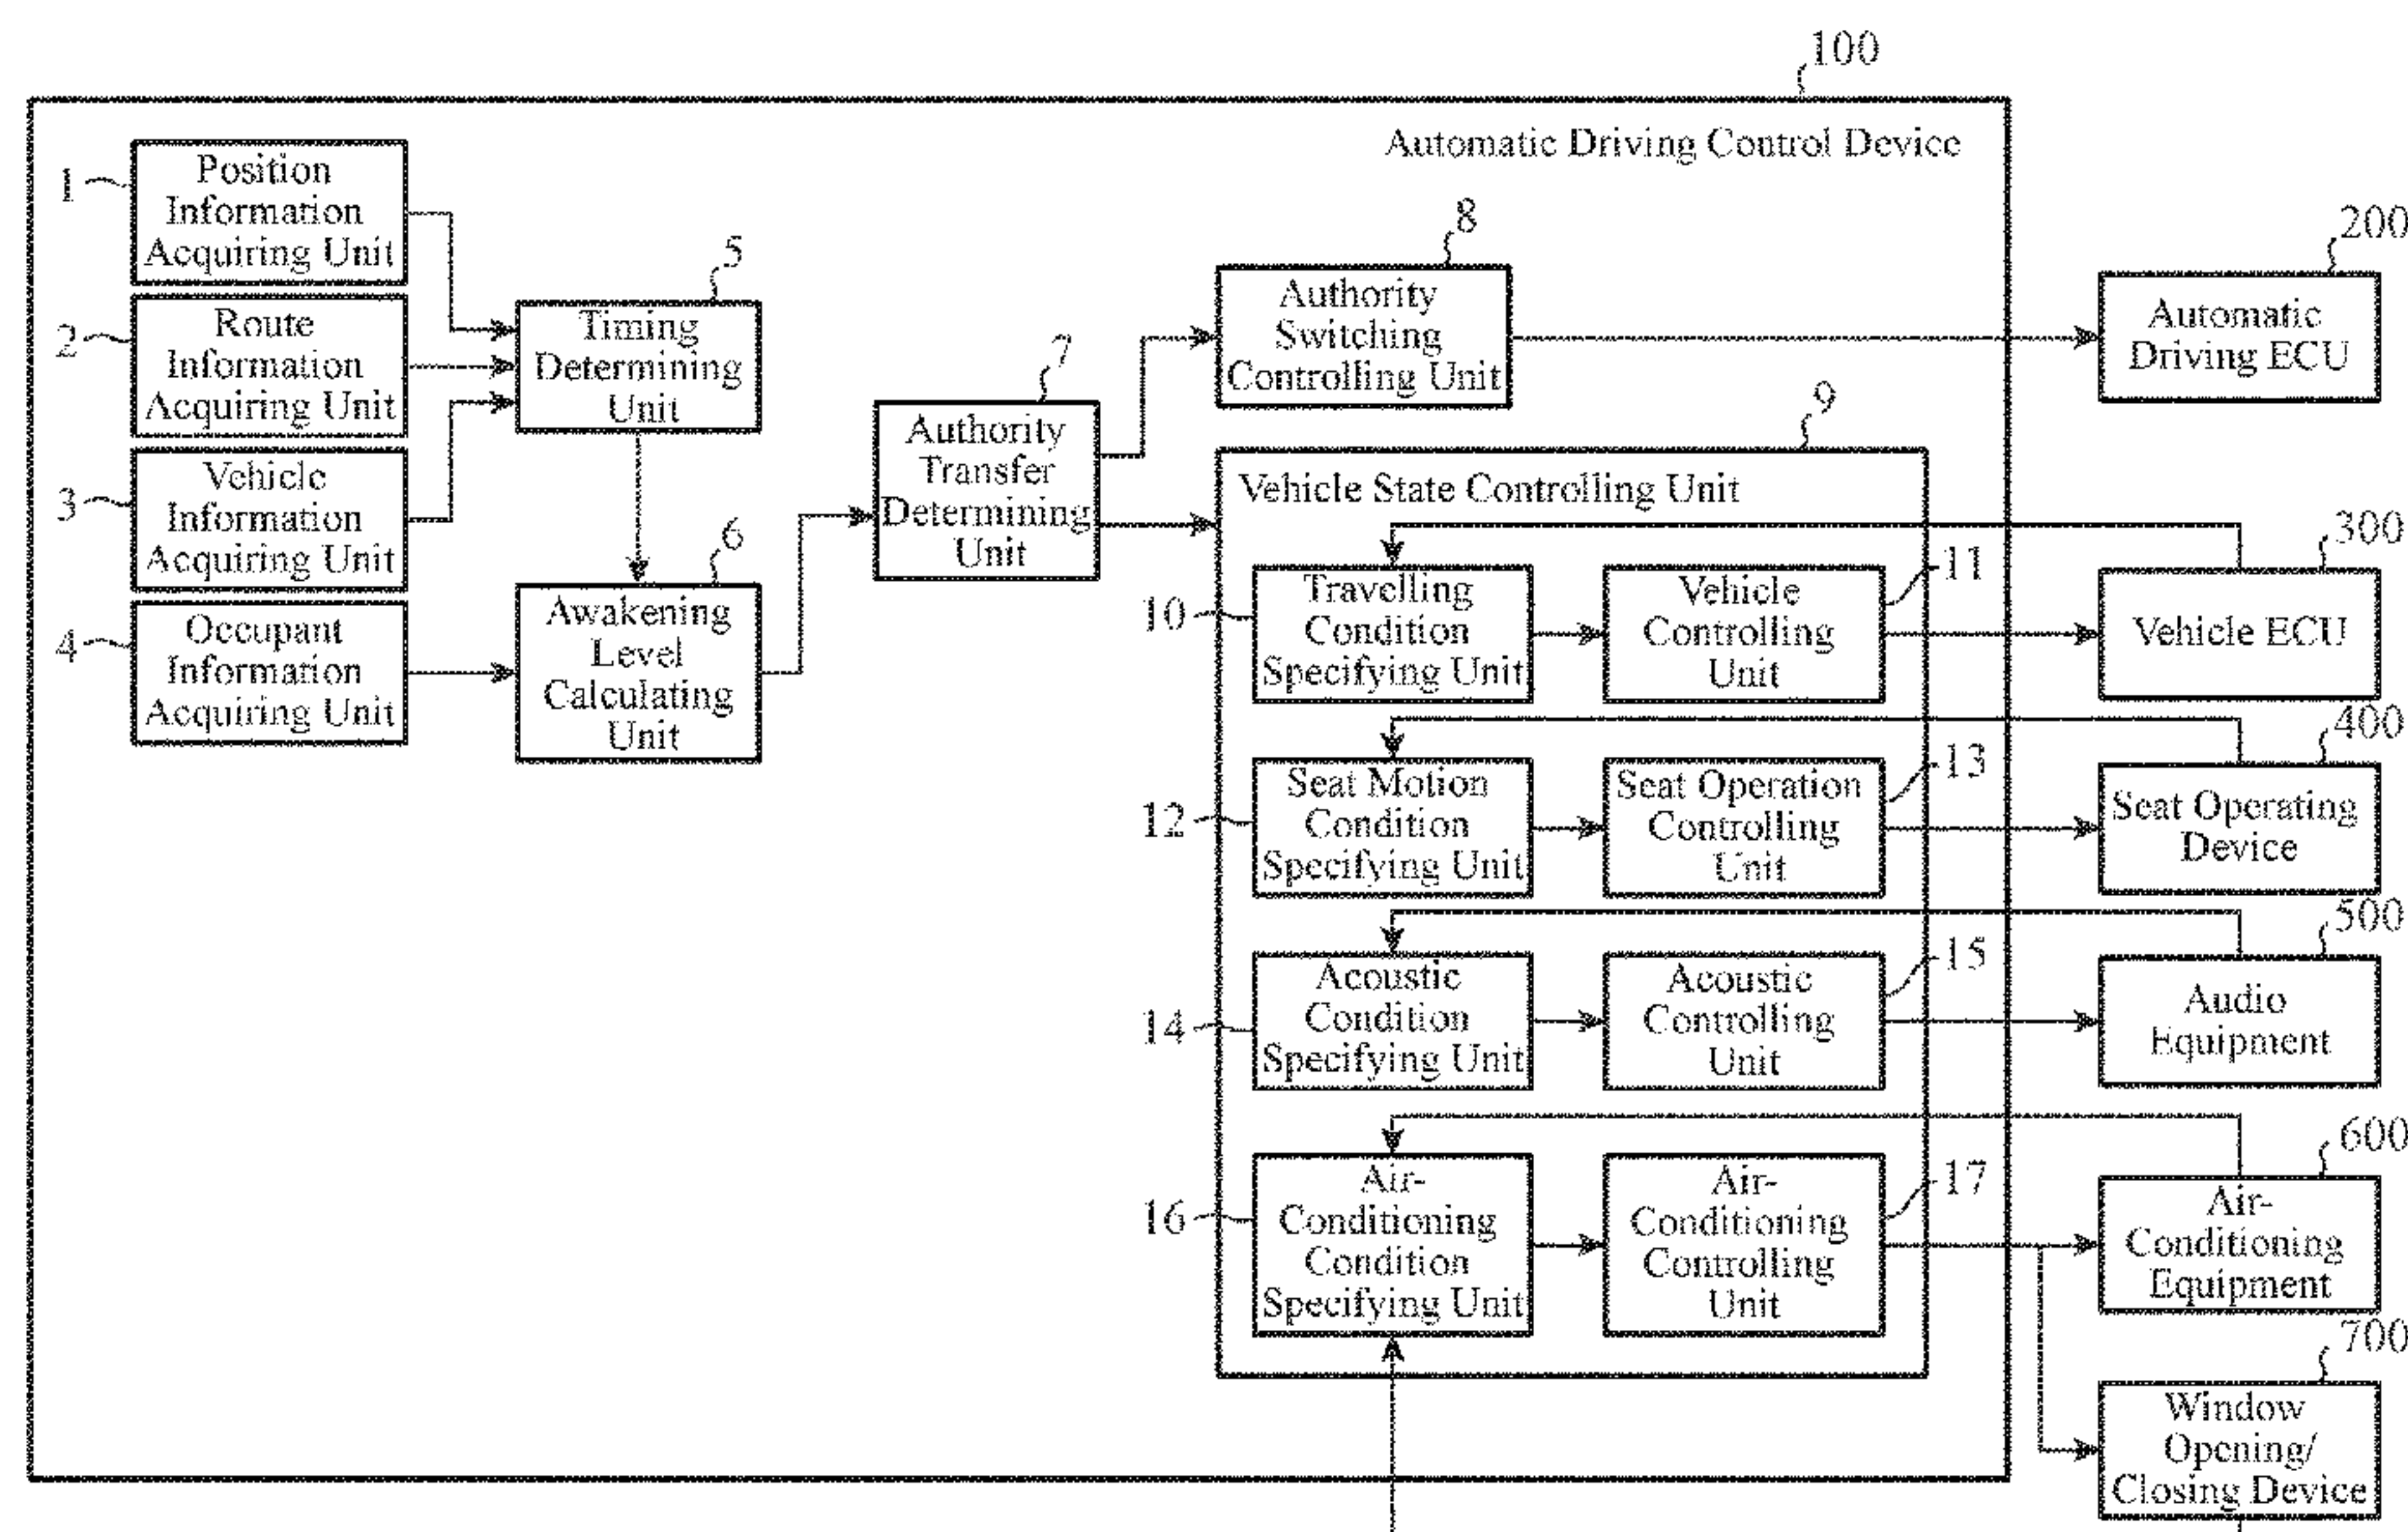 100
Automatic Driving Control Device
1
Position
Information
Acquiring Unit
2
Route
Information
Acquiring Unit
3
Vehicle
Information
Acquiring Unit
4
Occupant
Information
Acquiring Unit
5
Timing
Determining
Unit
6
Awakening
Level
Calculating
Unit
7
Authority
Transfer
Determining
Unit
8
Authority
Switching
Controlling Unit
200
Automatic
Driving ECU
9
Vehicle State Controlling Unit
10
Travelling
Condition
Specifying Unit
11
Vehicle
Controlling
Unit
300
Vehicle ECU
12
Seat Motion
Condition
Specifying Unit
13
Seat Operation
Controlling
Unit
400
Seat Operating
Device
14
Acoustic
Condition
Specifying Unit
15
Acoustic
Controlling
Unit
500
Audio
Equipment
16
Air-
Conditioning
Condition
Specifying Unit
17
Air-
Conditioning
Controlling
Unit
600
Air-
Conditioning
Equipment
700
Window
Opening/
Closing Device